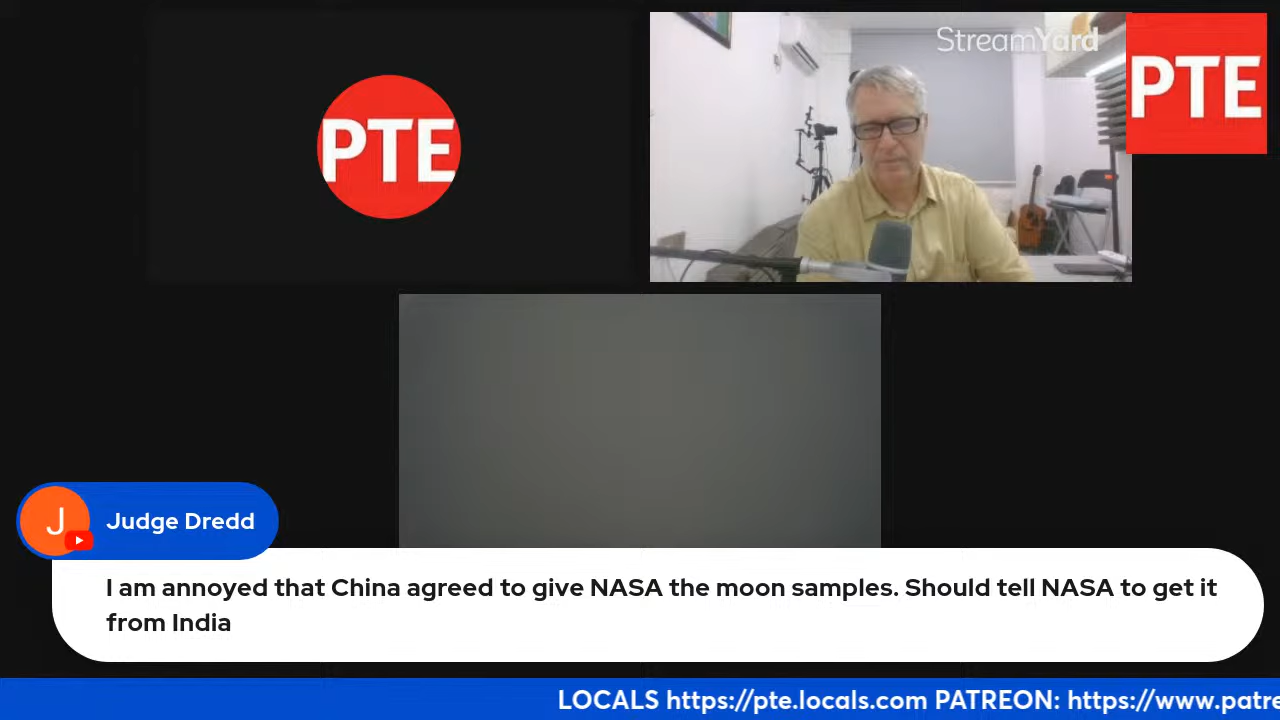 PTE
StreamYard
PTE
Judge Dredd
I am annoyed that China agreed to give NASA the moon samples. Should tell NASA to get it
from India
LOCALS https://pte.locals.com PATREON: https://www.patre